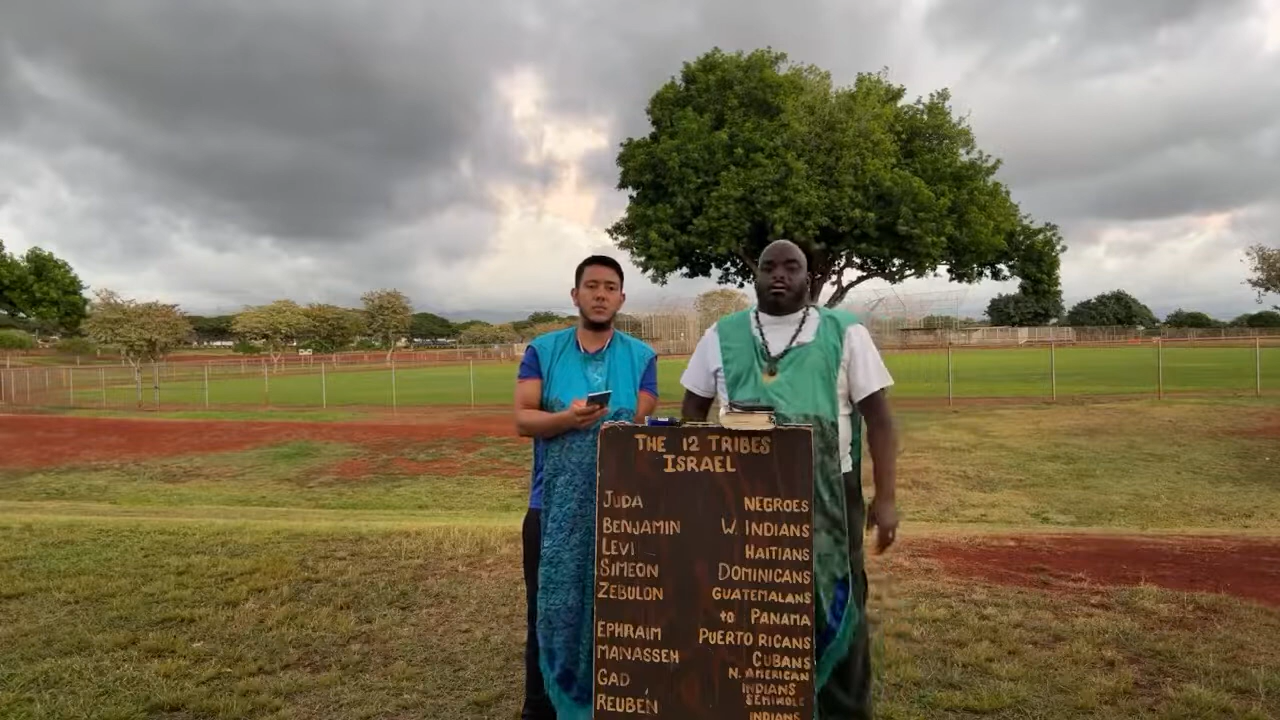 THE 12 TRIBES
ISRAEL
JUDA NEGROES
BENJAMIN W. INDIANS
LEVI HAITIANS
SIMEON DOMINICANS
ZEBULON GUATEMALANS
to PANAMA
EPHRAIM PUERTO RICANS
MANASSEH CUBANS
GAD N. AMERICAN
INDIANS
REUBEN SEMINOLE
INDIANS